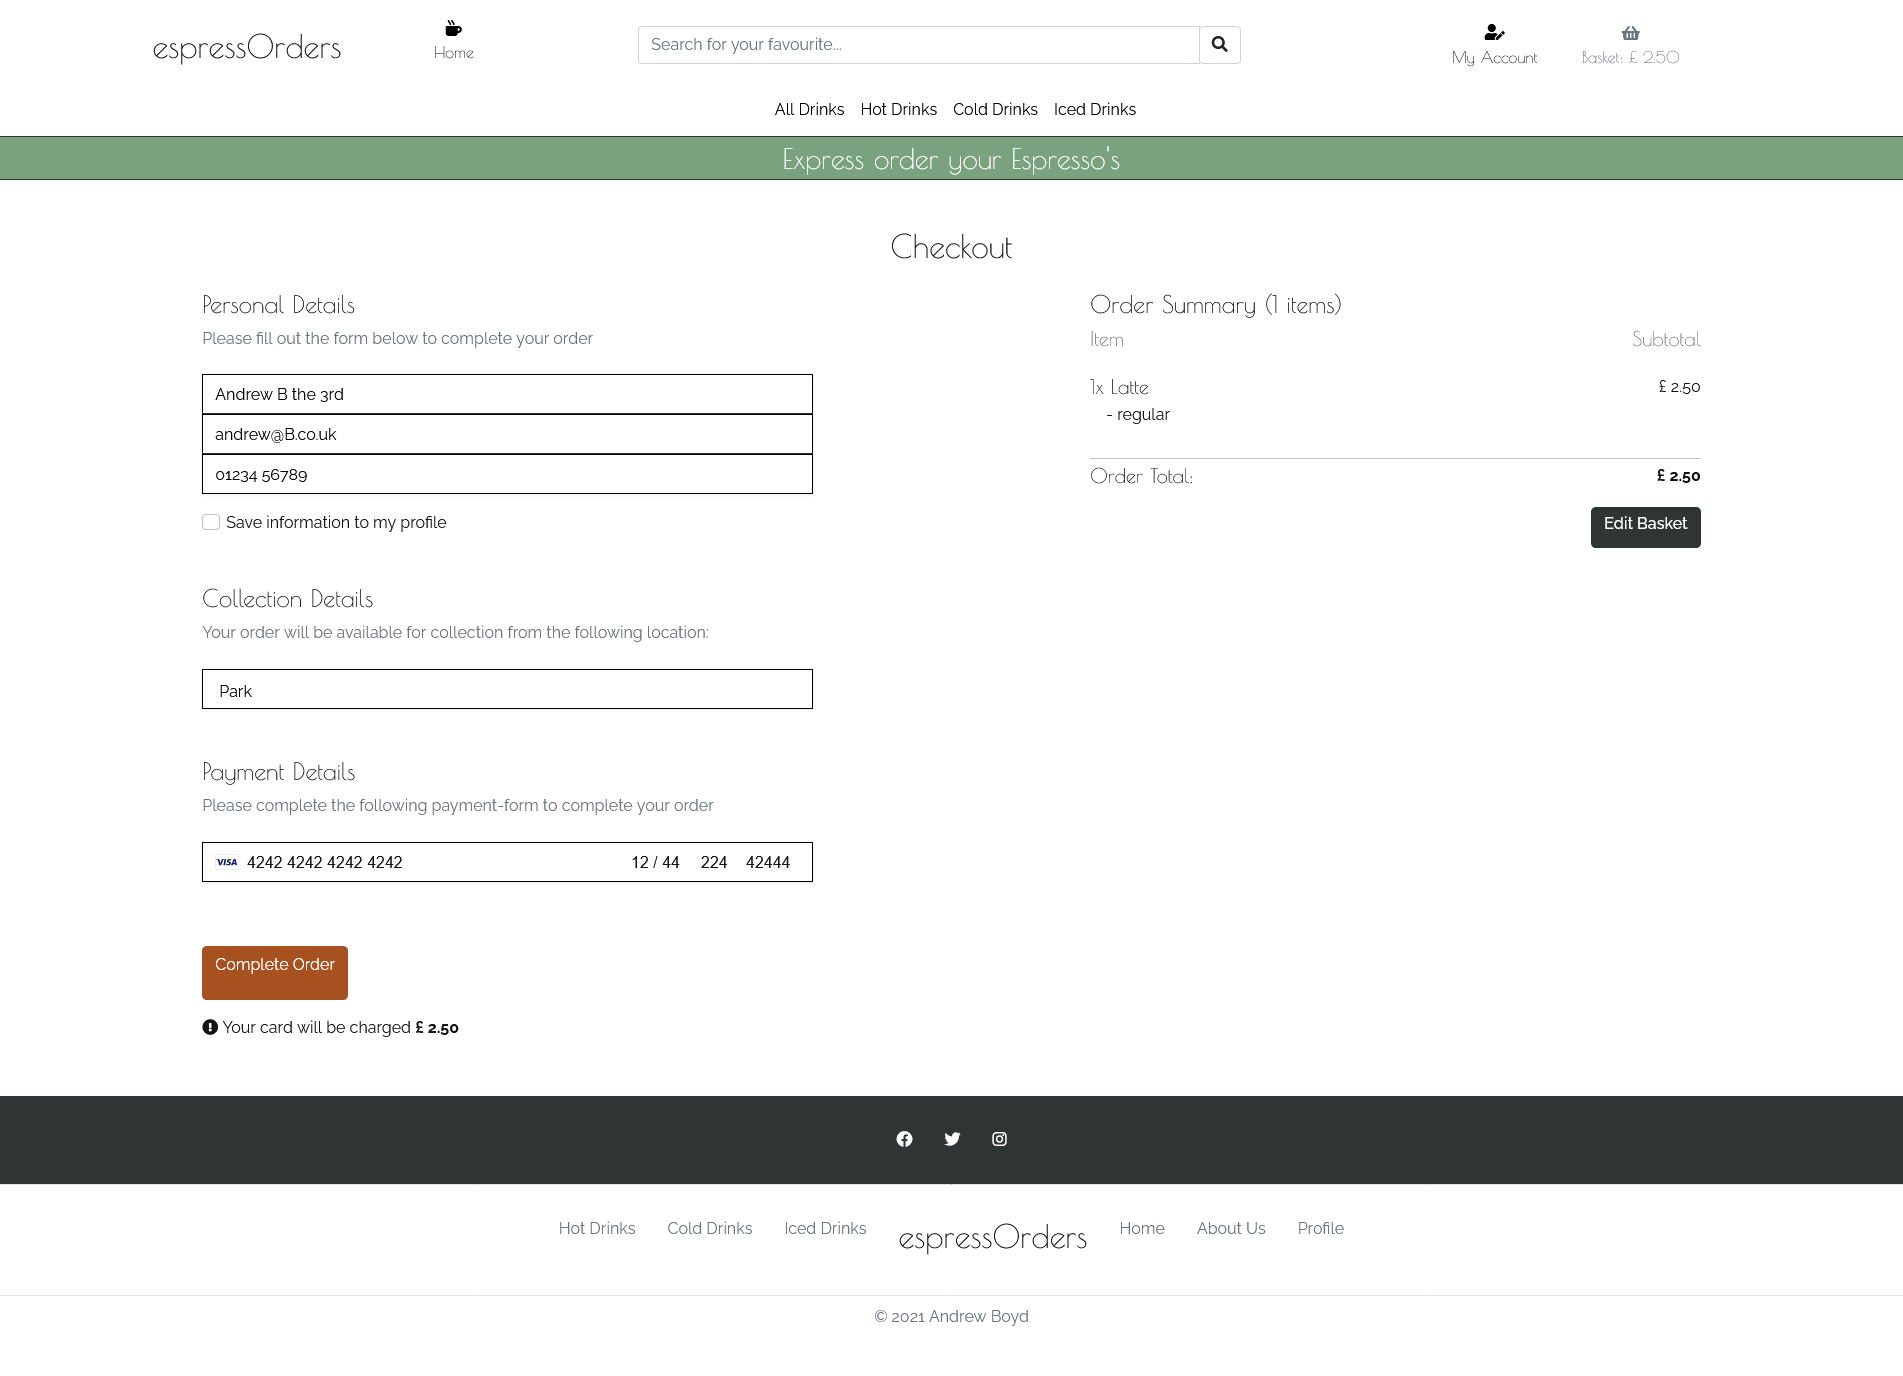 espressOrders
Home
Search for your favourite...
My Account
Basket: £ 2.50
All Drinks Hot Drinks Cold Drinks Iced Drinks
Express order your Espresso's
Checkout
Personal Details
Please fill out the form below to complete your order
Andrew B the 3rd
andrew@B.co.uk
01234 56789
Save information to my profile
Collection Details
Your order will be available for collection from the following location:
Park
Payment Details
Please complete the following payment-form to complete your order
VISA 4242 4242 4242 4242 12 / 44 224 42444
Complete Order
Your card will be charged £ 2.50
Order Summary (1 items)
Item Subtotal
1x Latte £ 2.50
- regular
Order Total: £ 2.50
Edit Basket
Hot Drinks Cold Drinks Iced Drinks espressOrders Home About Us Profile
© 2021 Andrew Boyd